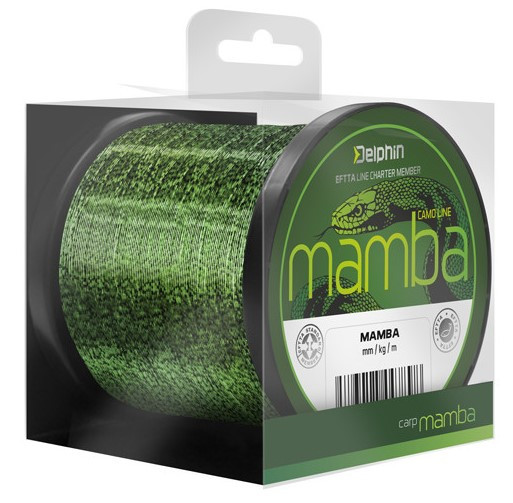 Delphin
EFTTA LINE CHARTER MEMBER
CAMO LINE
mamba
MAMBA
mm / kg / m
carp mamba